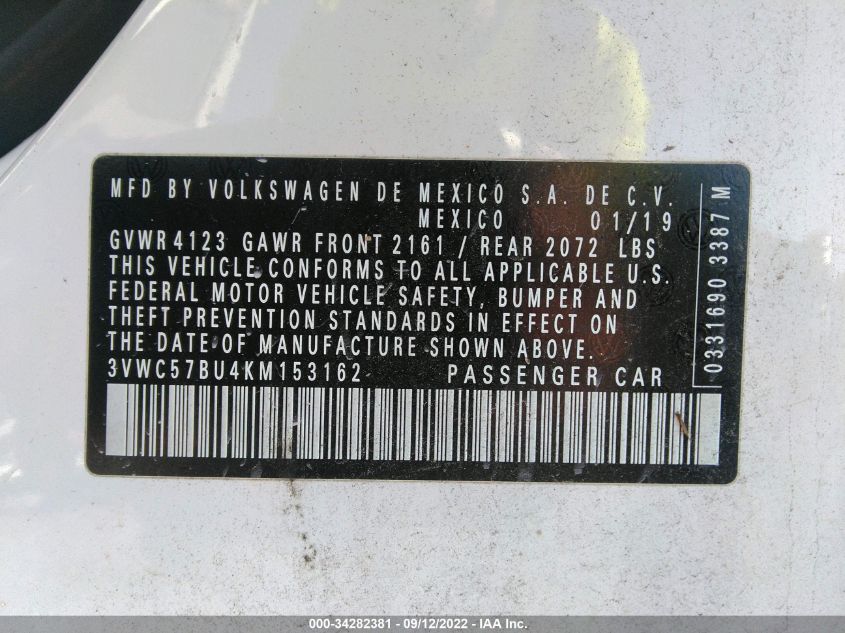 MFD BY VOLKSWAGEN DE MEXICO S.A. DE C.V.
MEXICO 01/19
GVWR 4123 GAWR FRONT 2161 / REAR 2072 LBS
THIS VEHICLE CONFORMS TO ALL APPLICABLE U.S.
FEDERAL MOTOR VEHICLE SAFETY, BUMPER AND
THEFT PREVENTION STANDARDS IN EFFECT ON
THE DATE OF MANUFACTURE SHOWN ABOVE.
3VWC57BU4KM153162 PASSENGER CAR
0331690 3387 M
000-34282381 - 09/12/2022 - IAA Inc.